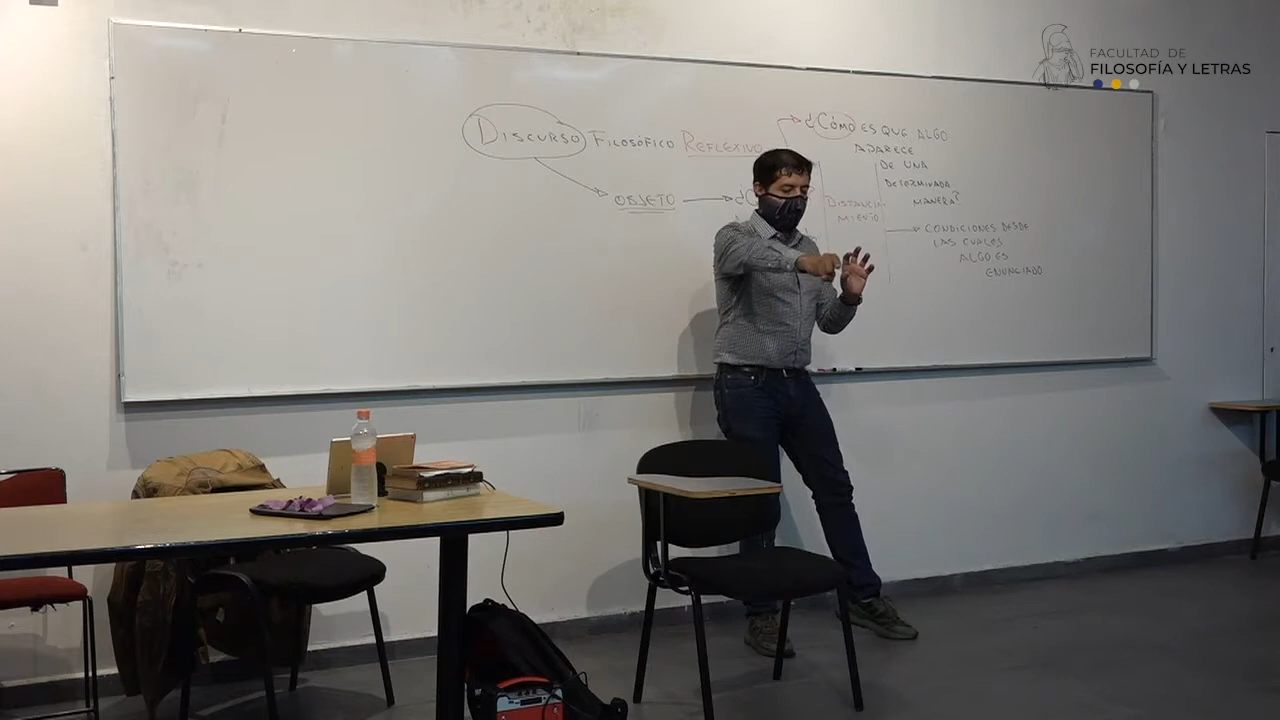 FACULTAD DE
FILOSOFÍA Y LETRAS
DISCURSO FILOSÓFICO REFLEXIVO
¿CÓMO ES QUE ALGO
APARECE
DE UNA
DETERMINADA
MANERA?
OBJETO
DISTANCIA-
MIENTO
CONDICIONES DESDE
LAS CUALES
ALGO ES
ENUNCIADO